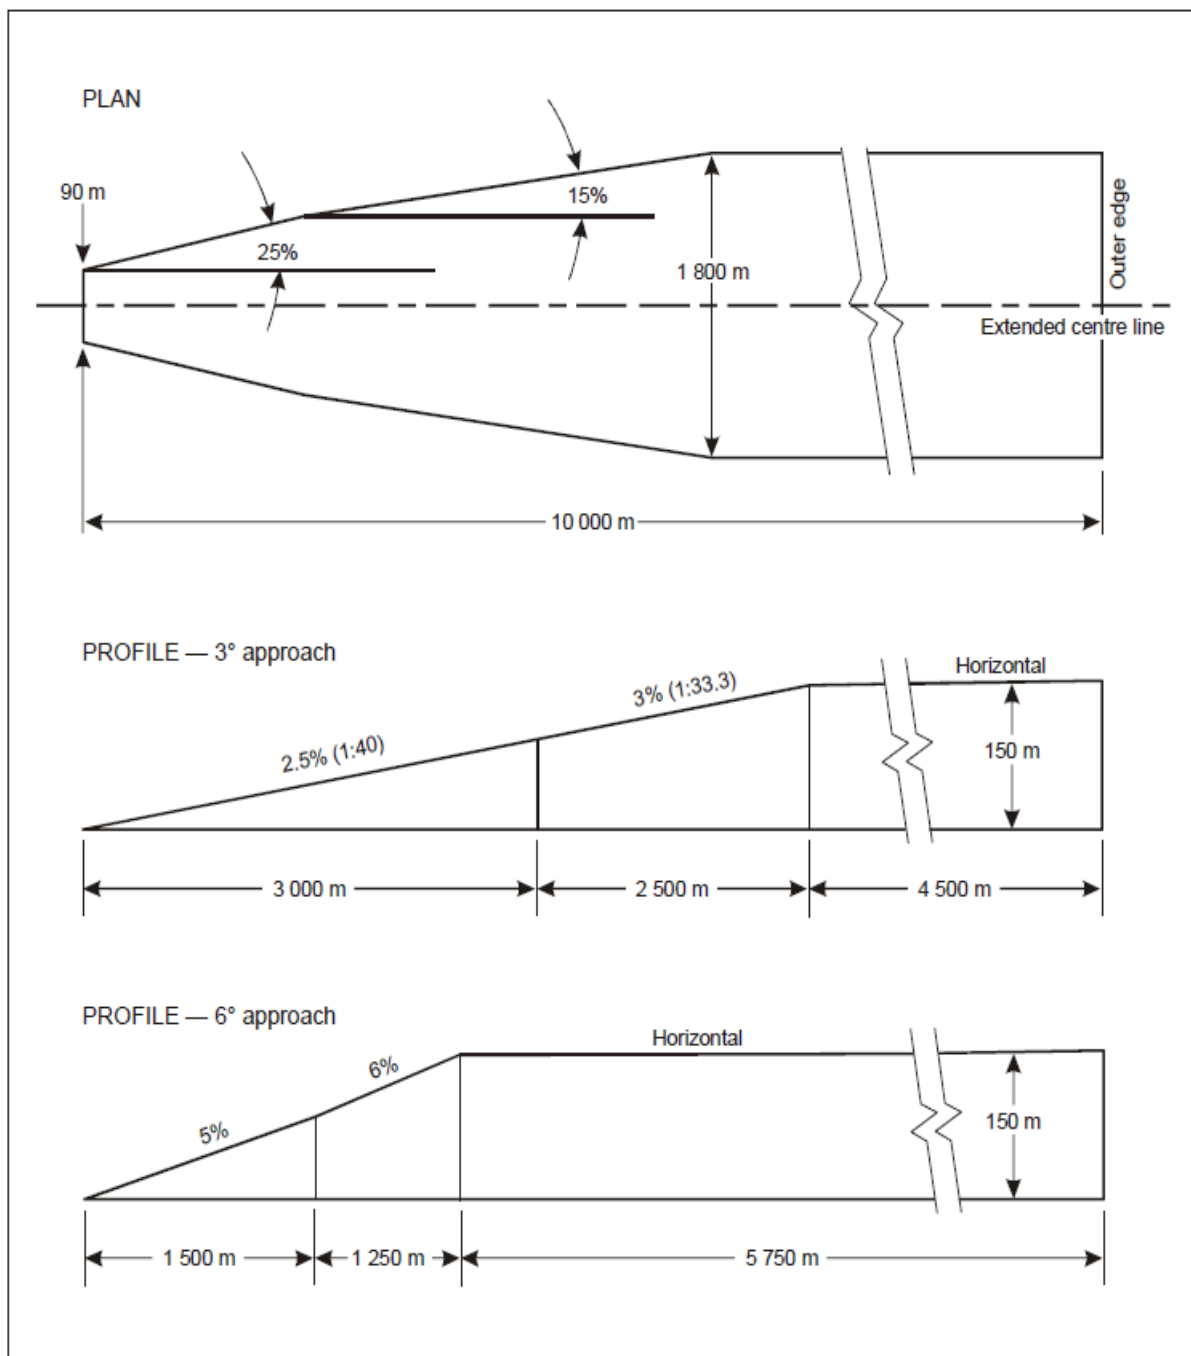 PLAN
90 m
15%
25%
1 800 m
Outer edge
Extended centre line
10 000 m
PROFILE — 3° approach
Horizontal
3% (1:33.3)
2.5% (1:40)
150 m
3 000 m
2 500 m
4 500 m
PROFILE — 6° approach
Horizontal
6%
5%
150 m
1 500 m
1 250 m
5 750 m